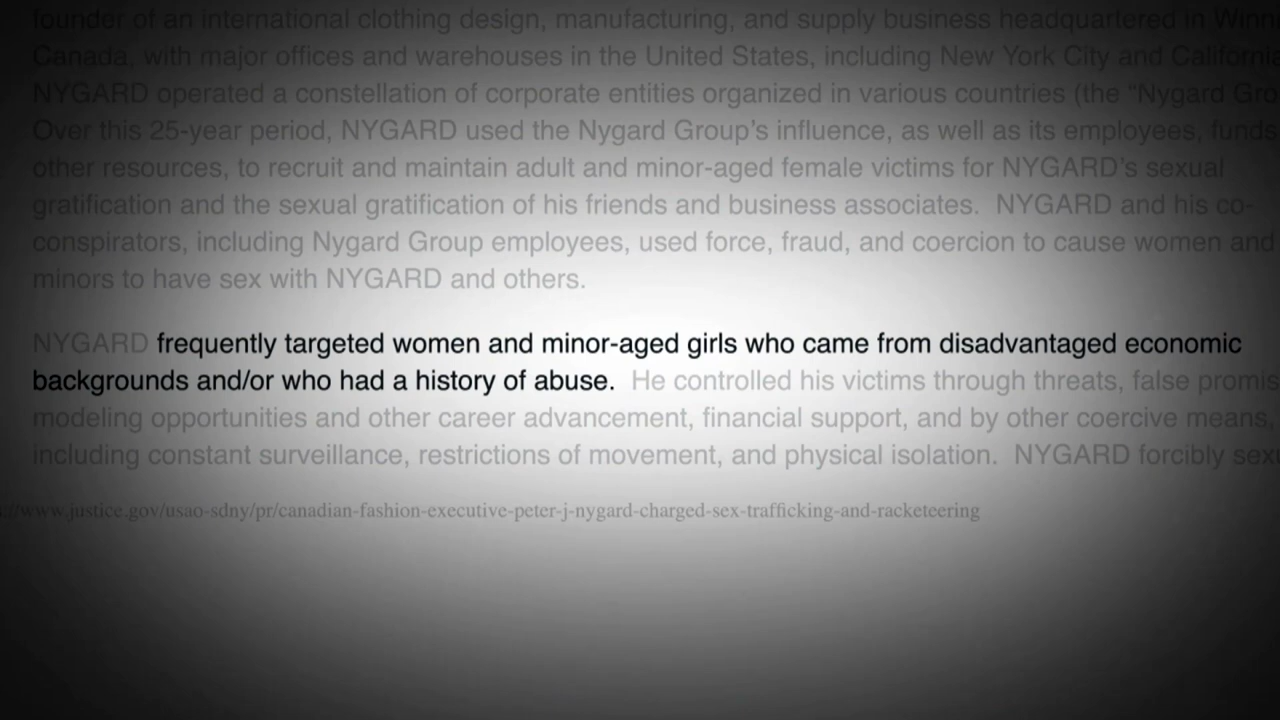 founder of an international clothing design, manufacturing, and supply business headquartered in
Canada, with major offices and warehouses in the United States, including New York City and California
NYGARD operated a constellation of corporate entities organized in various countries (the “Nygard
Over this 25-year period, NYGARD used the Nygard Group’s influence, as well as its employees, funds
other resources, to recruit and maintain adult and minor-aged female victims for NYGARD’s sexual
gratification and the sexual gratification of his friends and business associates. NYGARD and his co-
conspirators, including Nygard Group employees, used force, fraud, and coercion to cause women and
minors to have sex with NYGARD and others.
NYGARD frequently targeted women and minor-aged girls who came from disadvantaged economic
backgrounds and/or who had a history of abuse. He controlled his victims through threats, false
modeling opportunities and other career advancement, financial support, and by other coercive means,
including constant surveillance, restrictions of movement, and physical isolation. NYGARD forcibly
://www.justice.gov/usao-sdny/pr/canadian-fashion-executive-peter-j-nygard-charged-sex-trafficking-and-racketeering